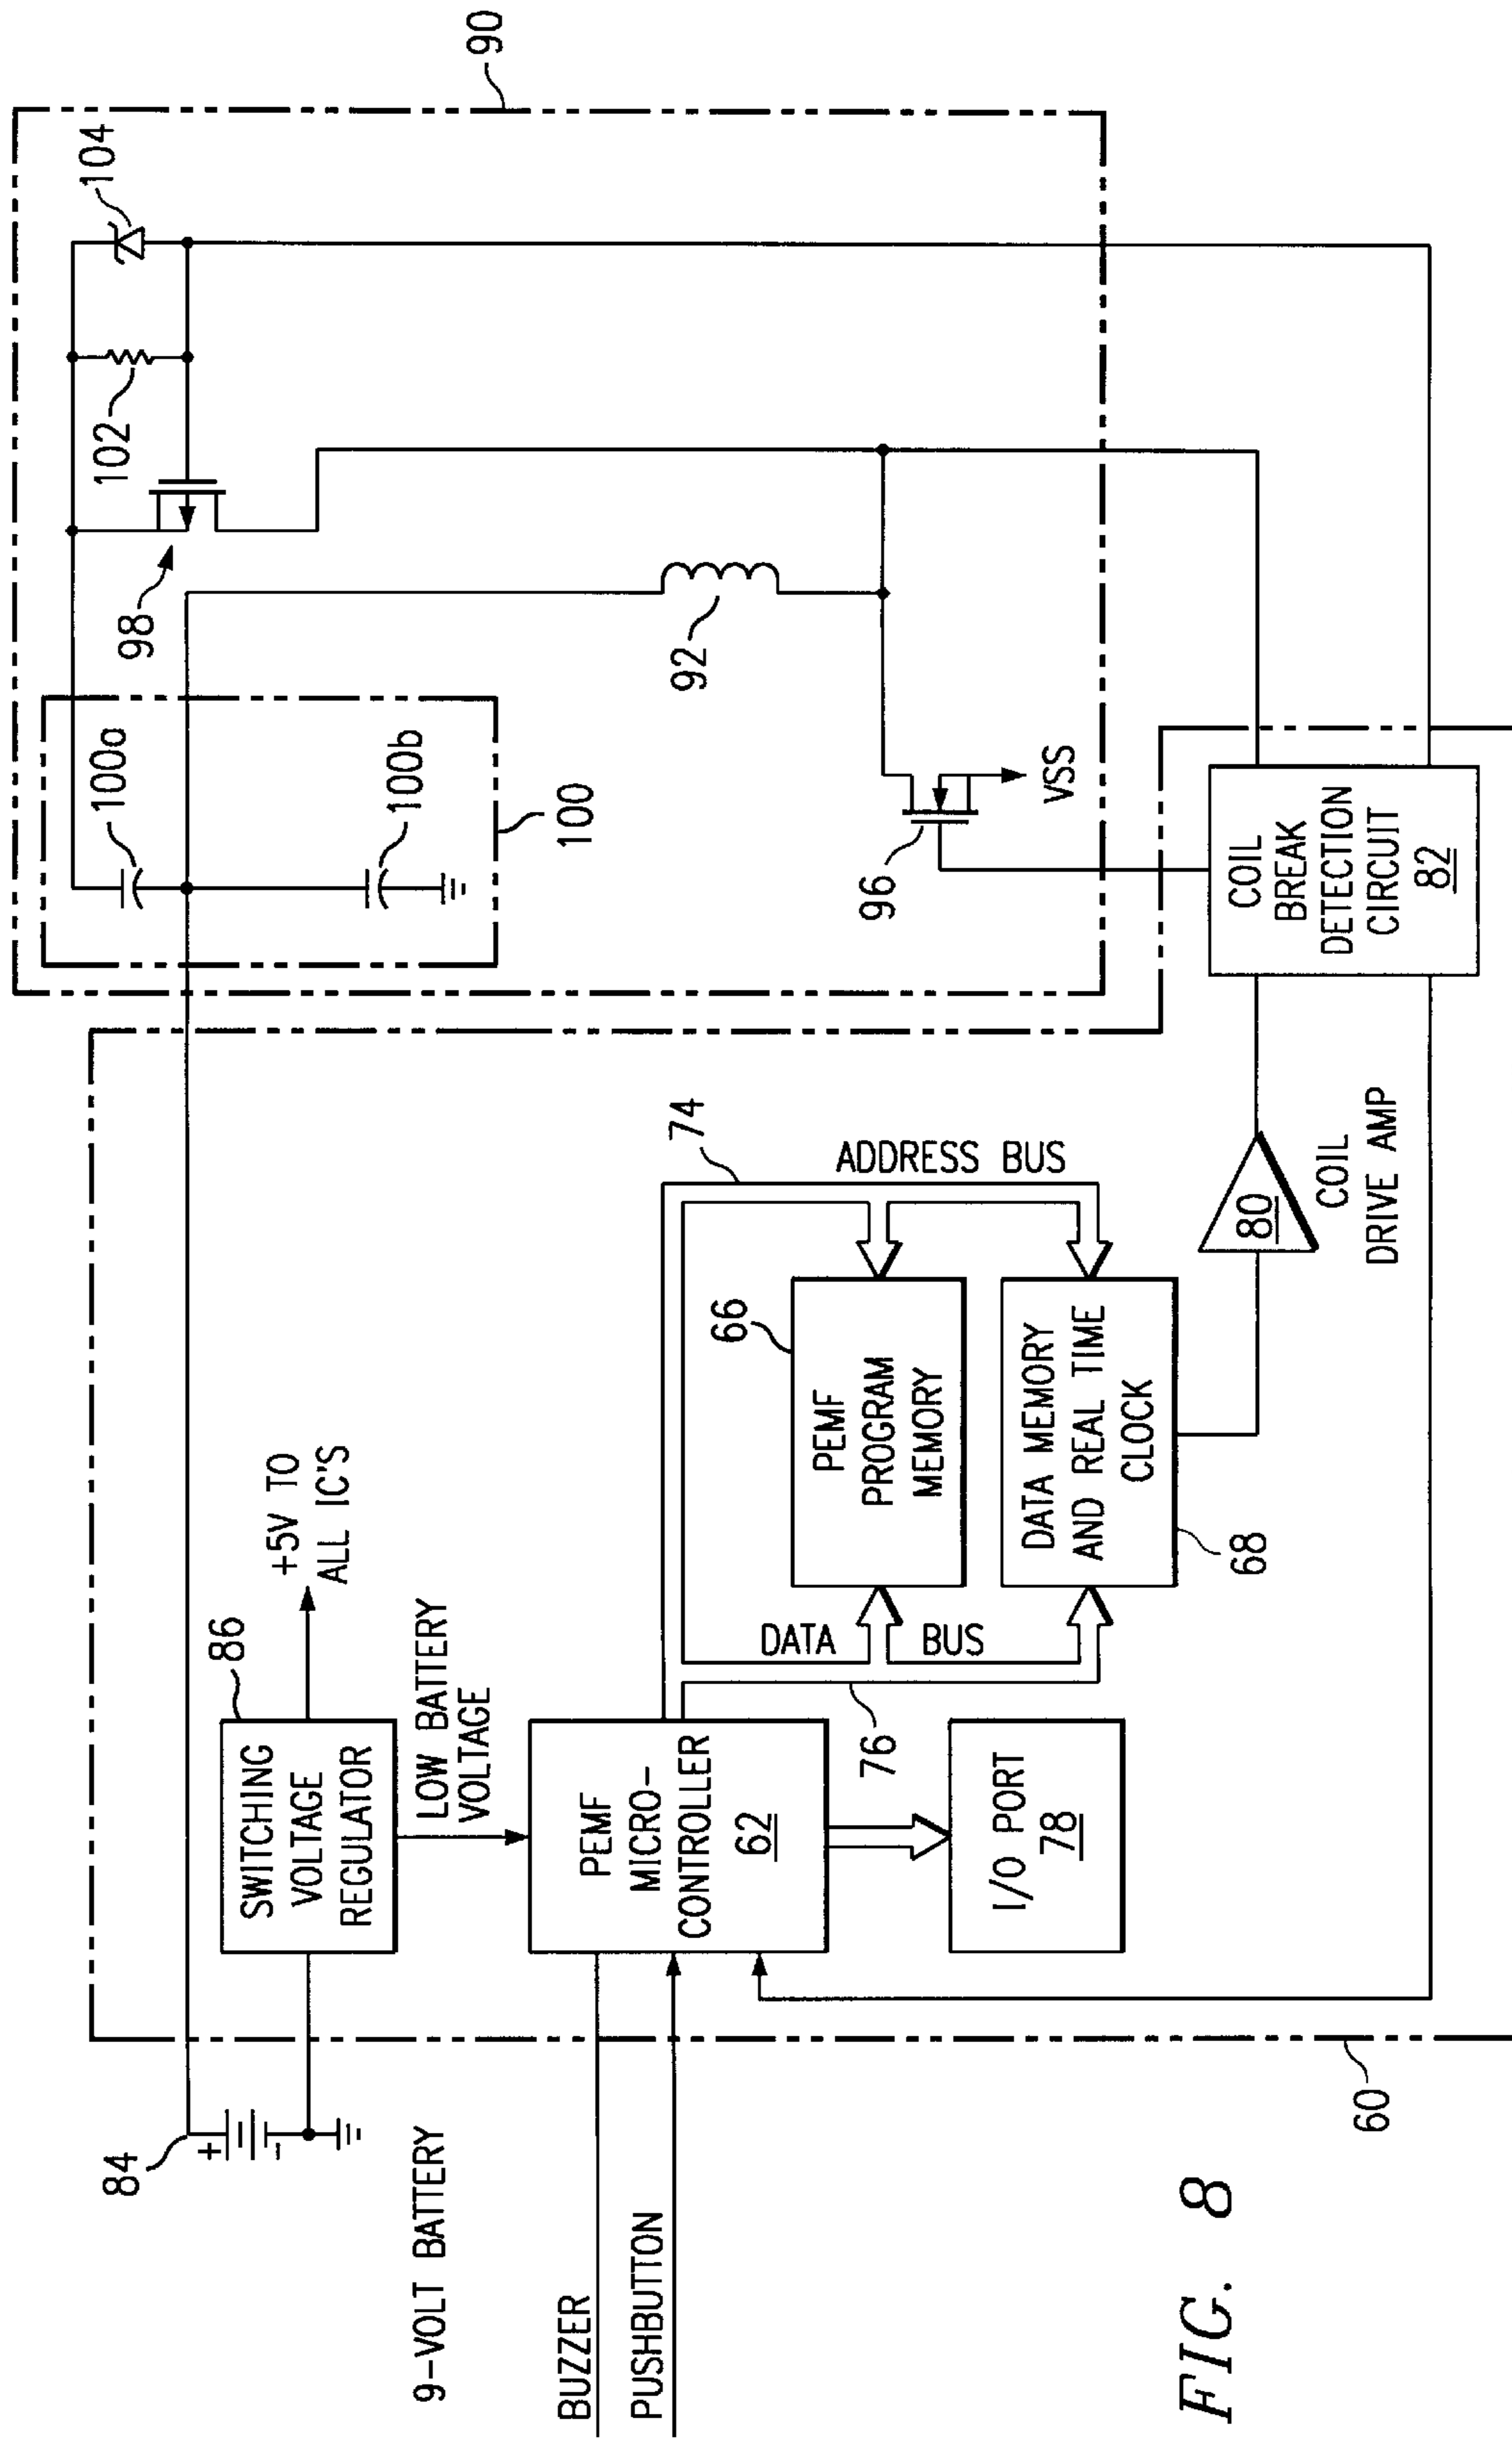 84
9-VOLT BATTERY
BUZZER
PUSHBUTTON
+
-
86
SWITCHING
VOLTAGE
REGULATOR
+5V TO
ALL IC'S
LOW BATTERY
VOLTAGE
PEMF
MICRO-
CONTROLLER
62
I/O PORT
78
76
DATA BUS
74
ADDRESS BUS
66
PEMF
PROGRAM
MEMORY
DATA MEMORY
AND REAL TIME
CLOCK
68
80
COIL
DRIVE AMP
60
COIL
BREAK
DETECTION
CIRCUIT
82
100a
100b
100
98
102
104
90
92
96
VSS
FIG. 8